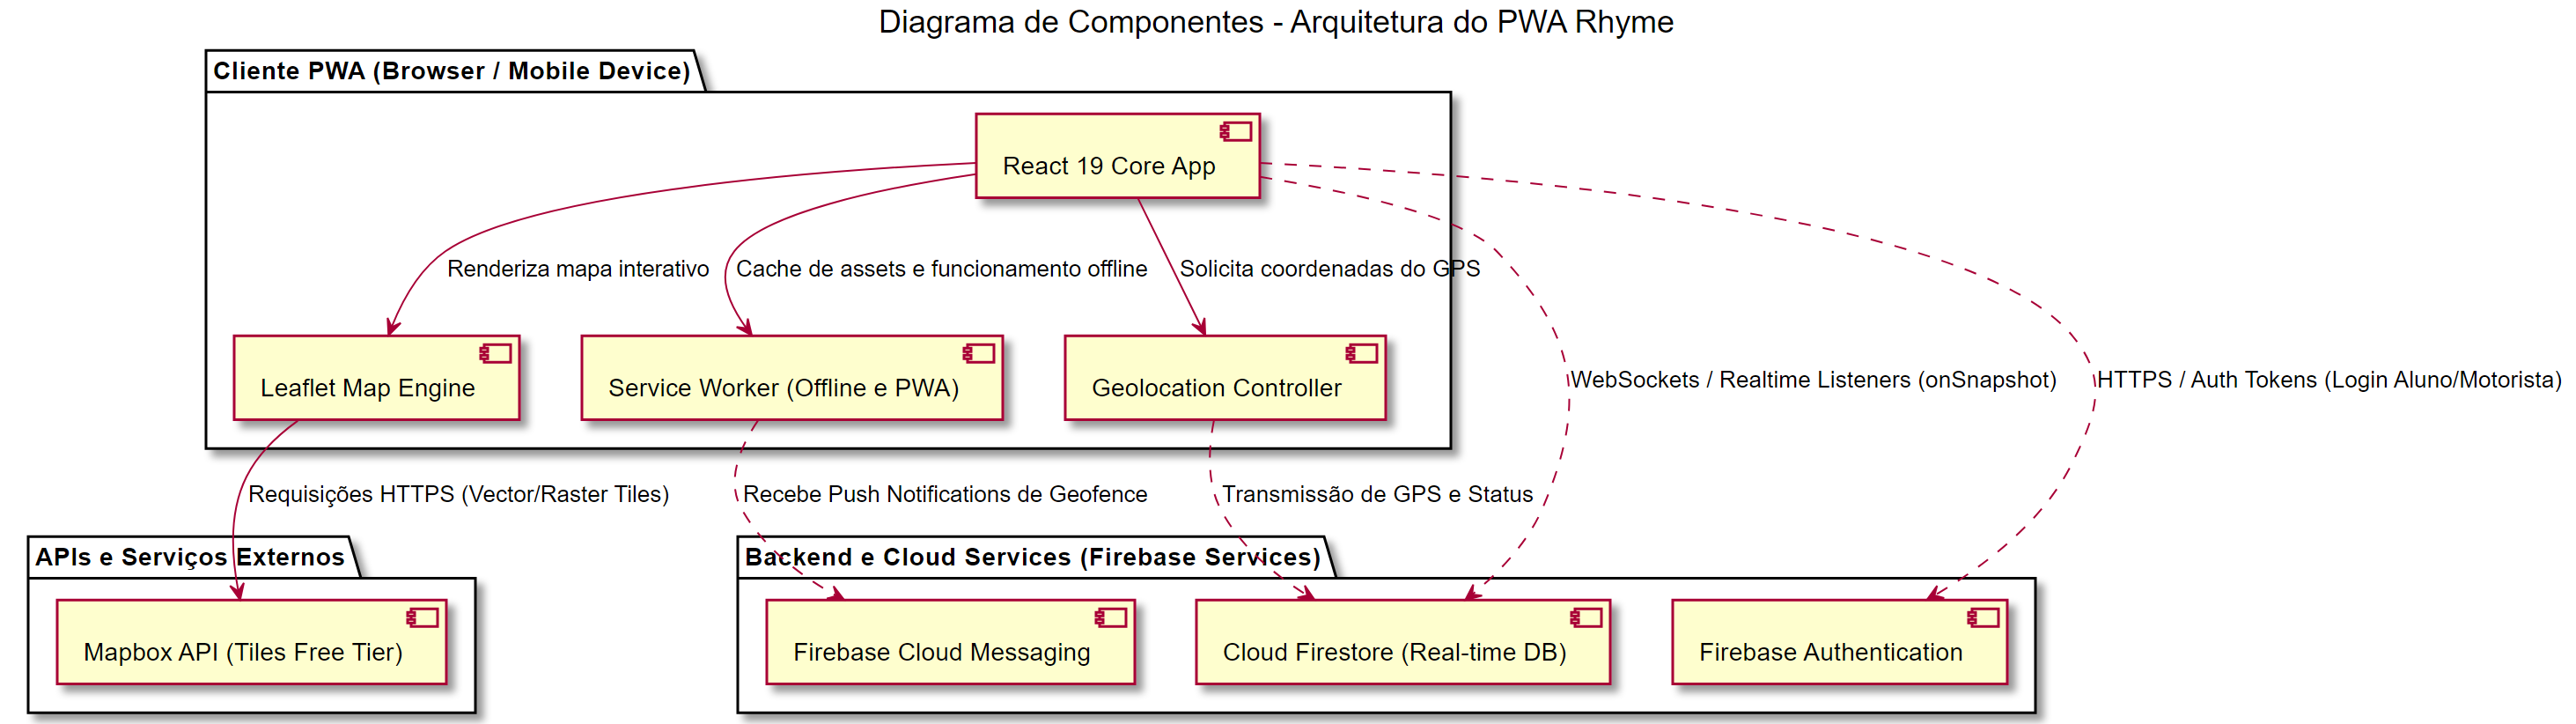 Diagrama de Componentes - Arquitetura do PWA Rhyme
Cliente PWA (Browser / Mobile Device)
React 19 Core App
Renderiza mapa interativo
Cache de assets e funcionamento offline
Solicita coordenadas do GPS
Leaflet Map Engine
Service Worker (Offline e PWA)
Geolocation Controller
WebSockets / Realtime Listeners (onSnapshot)
HTTPS / Auth Tokens (Login Aluno/Motorista)
Requisições HTTPS (Vector/Raster Tiles)
Recebe Push Notifications de Geofence
Transmissão de GPS e Status
APIs e Serviços Externos
Backend e Cloud Services (Firebase Services)
Mapbox API (Tiles Free Tier)
Firebase Cloud Messaging
Cloud Firestore (Real-time DB)
Firebase Authentication